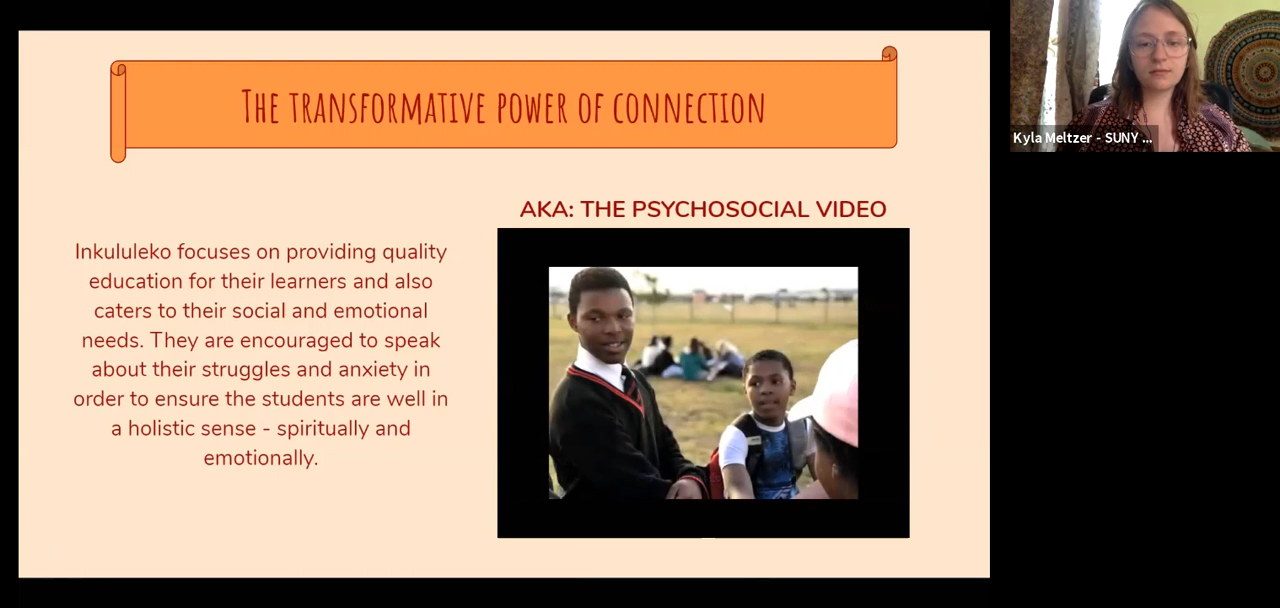 The transformative power of connection
AKA: THE PSYCHOSOCIAL VIDEO
Inkululeko focuses on providing quality
education for their learners and also
caters to their social and emotional
needs. They are encouraged to speak
about their struggles and anxiety in
order to ensure the students are well in
a holistic sense - spiritually and
emotionally.
Kyla Meltzer - SUNY ...